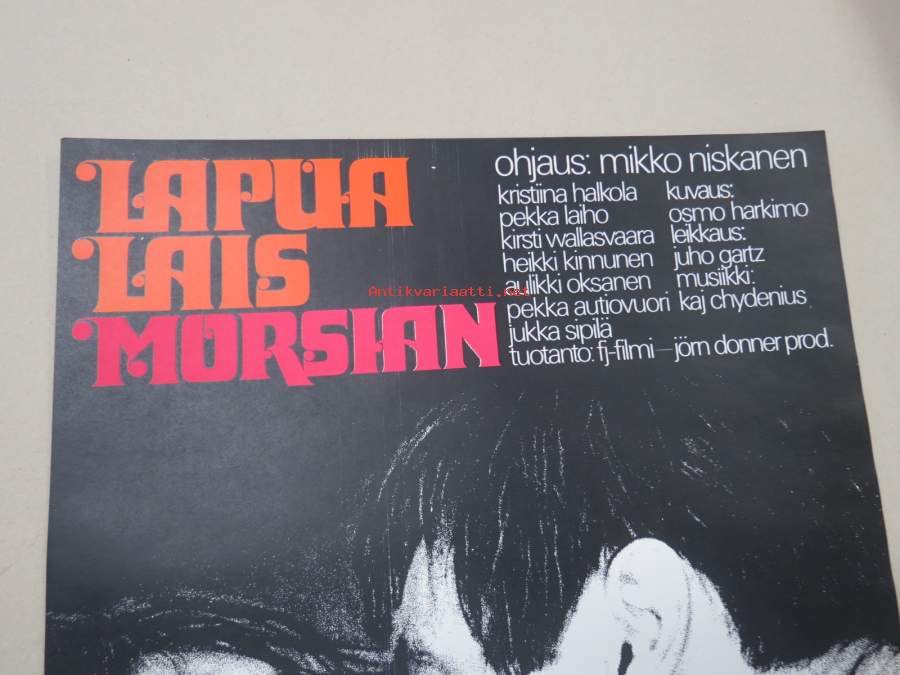 LAPUA
LAIS
MORSIAN
ohjaus: mikko niskanen
kristiina halkola
pekka laiho
kirsti wallasvaara
heikki kinnunen
aulikki oksanen
pekka autiovuori
jukka sipilä
kuvaus:
osmo harkimo
leikkaus:
juho gartz
musiikki:
kaj chydenius
tuotanto: fj-filmi – jörn donner prod.
Antikvariaatti.net